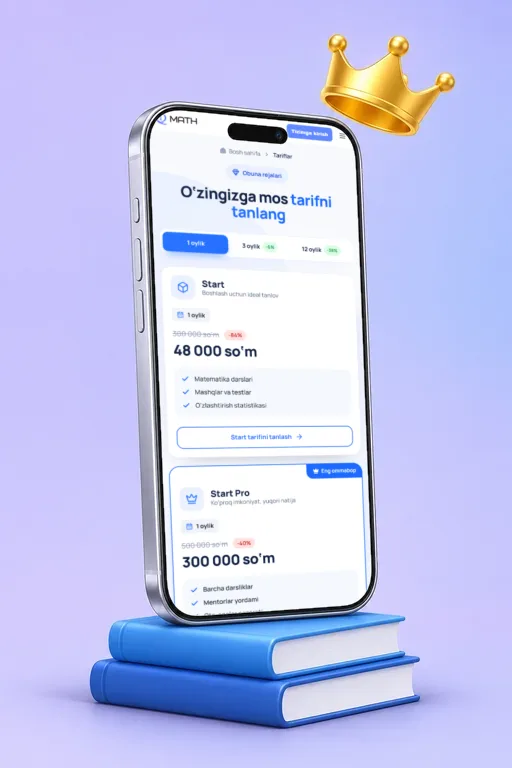 MATH
Tizimga kirish
Bosh sahifa > Tariflar
Obuna rejalari
O'zingizga mos tarifni
tanlang
1 oylik
3 oylik -5%
12 oylik
Start
Boshlash uchun ideal tanlov
1 oylik
300 000 so'm -84%
48 000 so'm
Matematika darslari
Mashqlar va testlar
O'zlashtirish statistikasi
Start tarifini tanlash →
Eng ommabop
Start Pro
Ko'proq imkoniyat, yuqori natija
1 oylik
500 000 so'm -40%
300 000 so'm
Barcha darsliklar
Mentorlar yordami